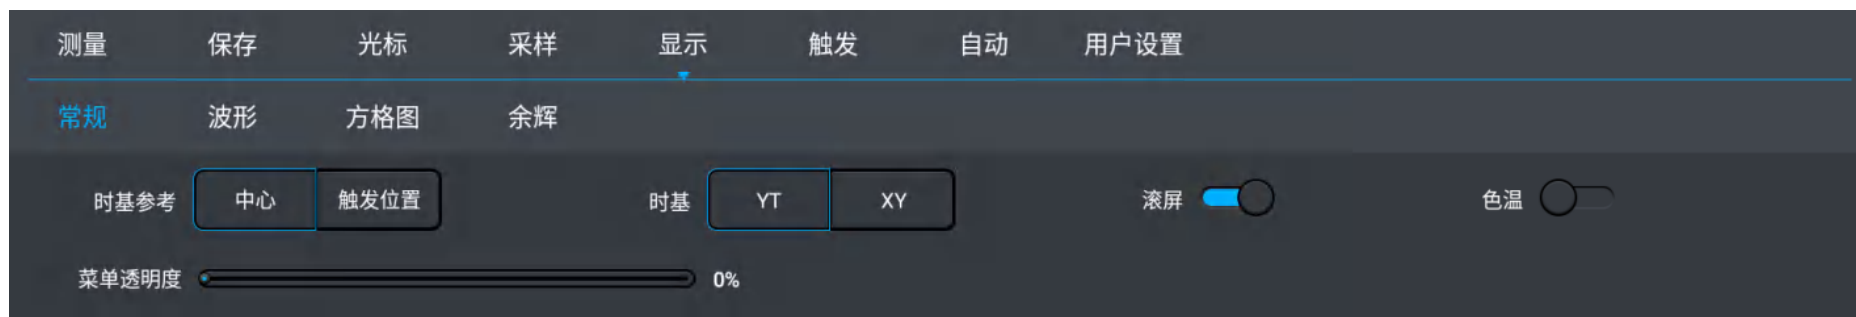 测量 保存 光标 采样 显示 触发 自动 用户设置
常规 波形 方格图 余辉
时基参考 中心 触发位置 时基 YT XY 滚屏 色温
菜单透明度 0%